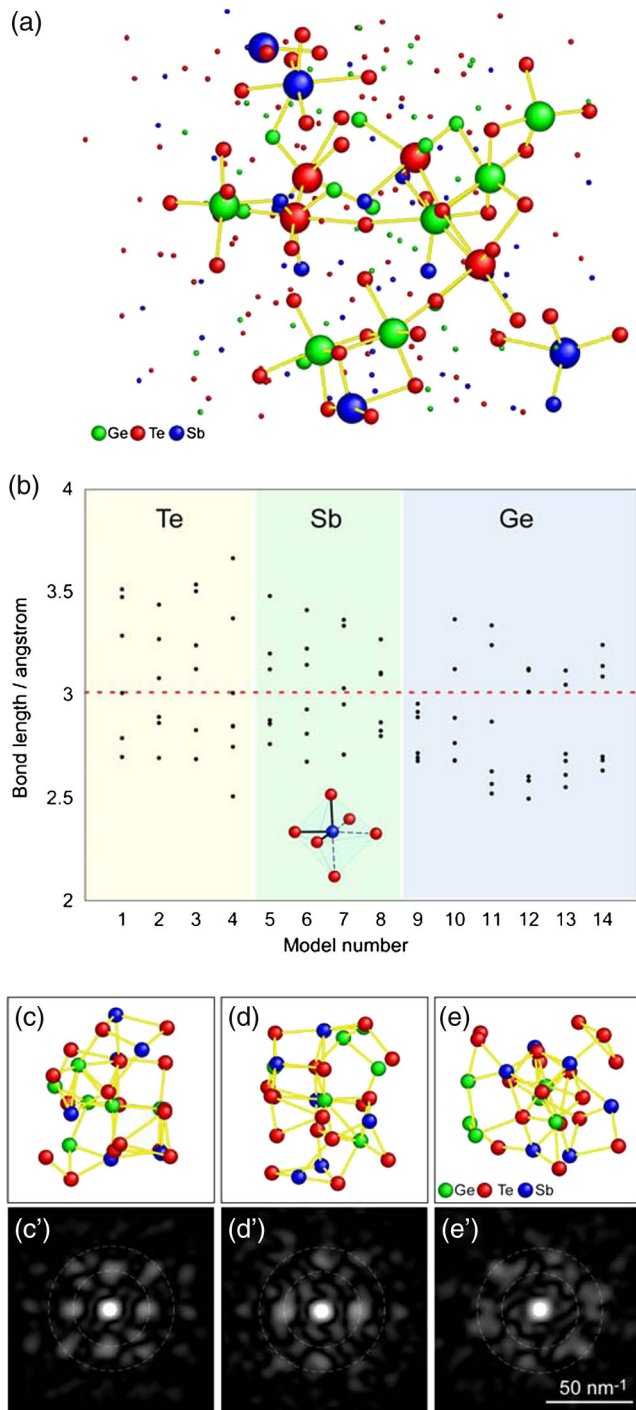 (a)
Ge Te Sb
(b)
4
Te Sb Ge
3.5
Bond length / angstrom
3
2.5
2
1 2 3 4 5 6 7 8 9 10 11 12 13 14
Model number
(c) (d) (e)
Ge Te Sb
(c') (d') (e')
50 nm-1